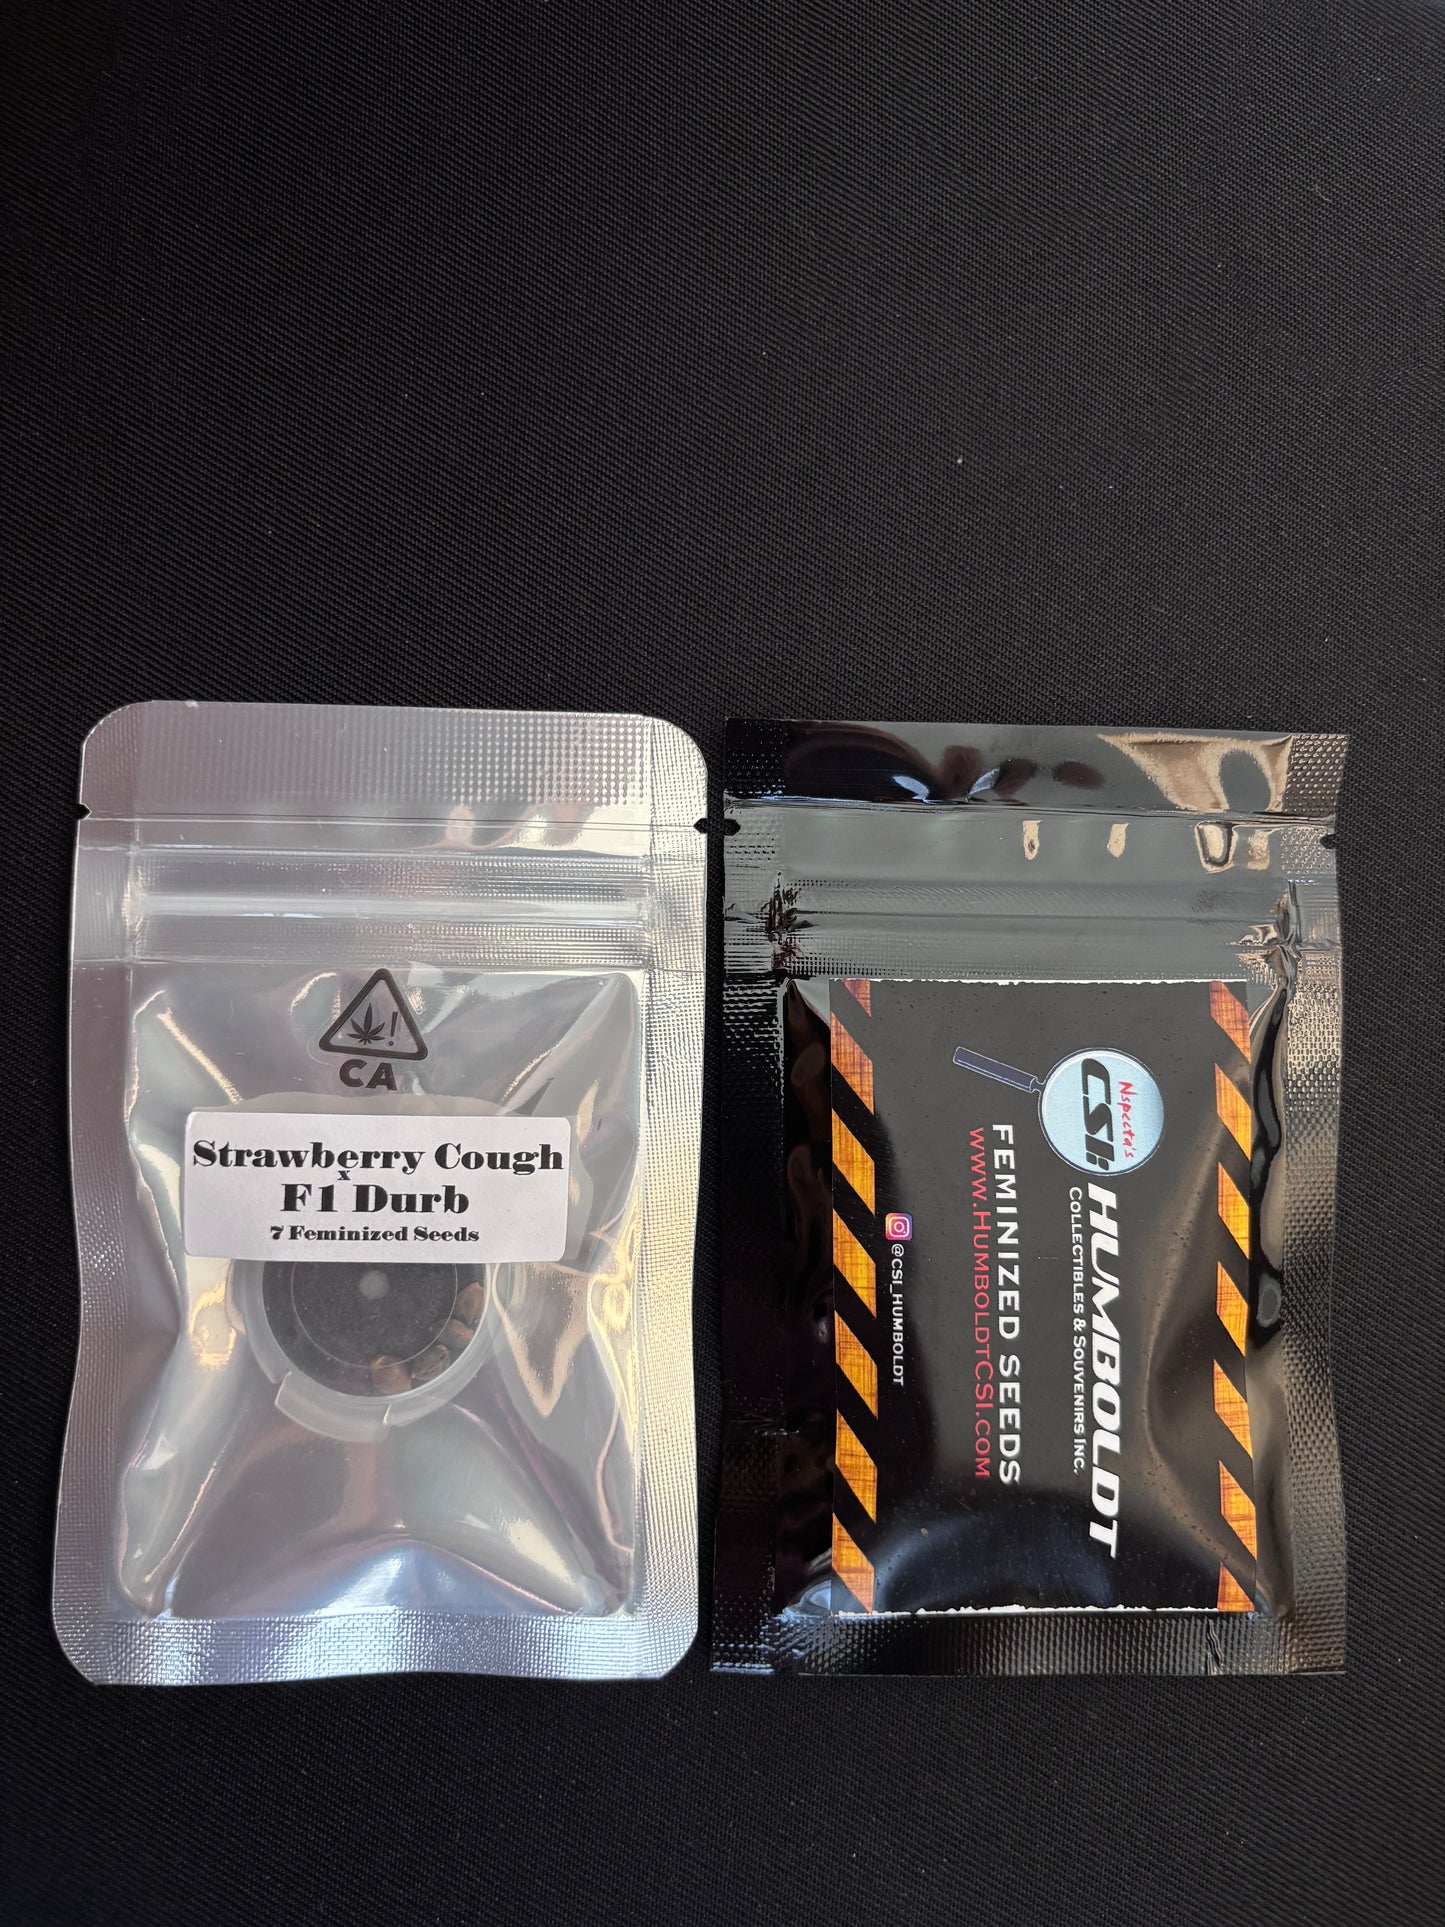 !
CA
Strawberry Cough
x
F1 Durb
7 Feminized Seeds
Nspecta's
CSI:
HUMBOLDT
COLLECTIBLES & SOUVENIRS INC.
FEMINIZED SEEDS
WWW.HUMBOLDTCSI.COM
@CSI_HUMBOLDT